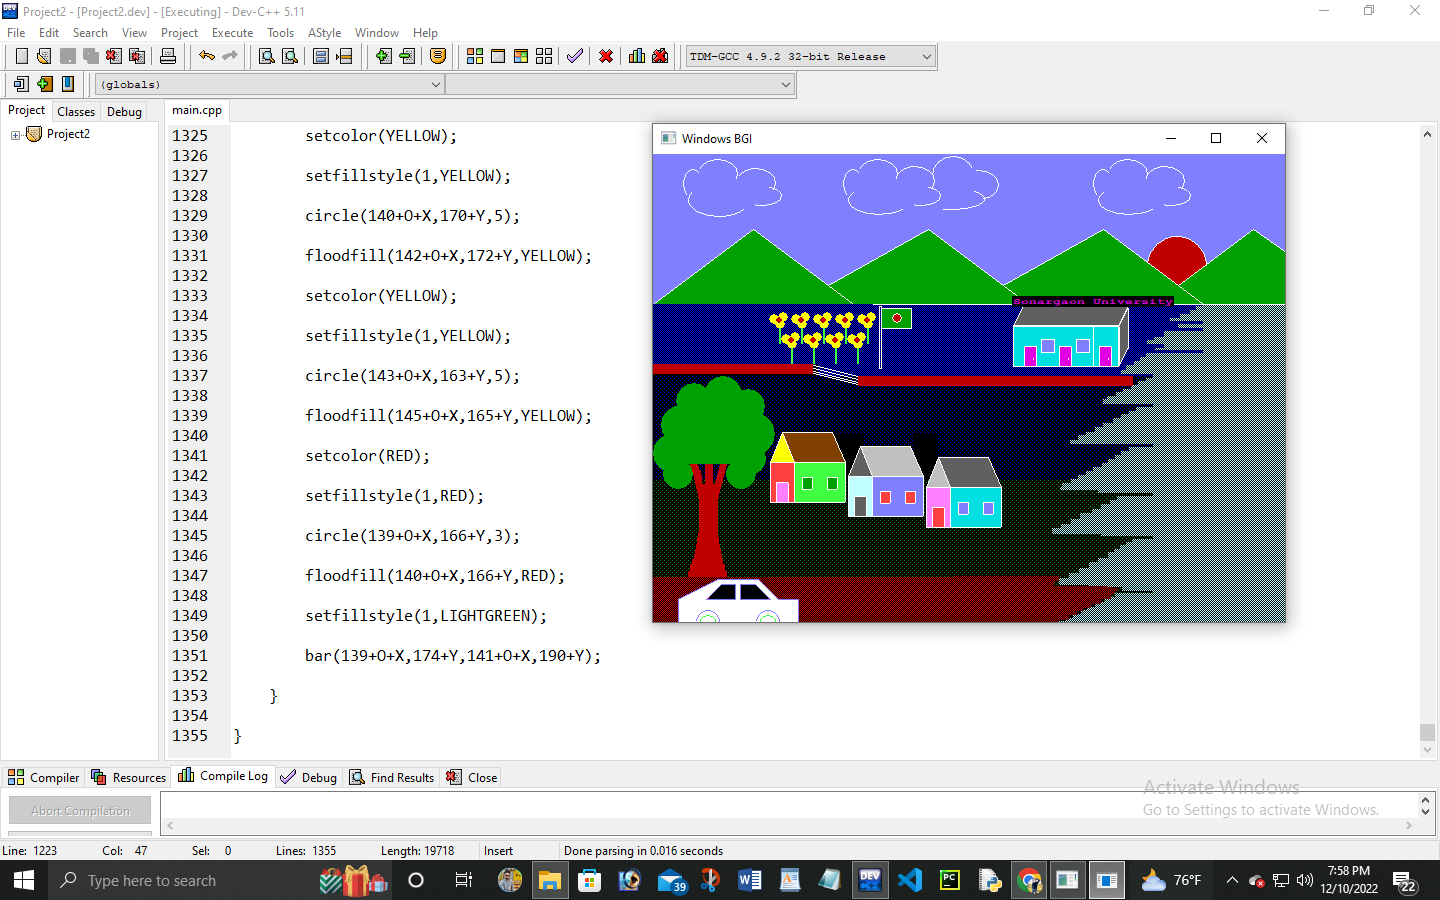 Project2 - [Project2.dev] - [Executing] - Dev-C++ 5.11
File Edit Search View Project Execute Tools AStyle Window Help
TDM-GCC 4.9.2 32-bit Release
(globals)
Project Classes Debug
main.cpp
Project2
1325 setcolor(YELLOW);
1326
1327 setfillstyle(1,YELLOW);
1328
1329 circle(140+O+X,170+Y,5);
1330
1331 floodfill(142+O+X,172+Y,YELLOW);
1332
1333 setcolor(YELLOW);
1334
1335 setfillstyle(1,YELLOW);
1336
1337 circle(143+O+X,163+Y,5);
1338
1339 floodfill(145+O+X,165+Y,YELLOW);
1340
1341 setcolor(RED);
1342
1343 setfillstyle(1,RED);
1344
1345 circle(139+O+X,166+Y,3);
1346
1347 floodfill(140+O+X,166+Y,RED);
1348
1349 setfillstyle(1,LIGHTGREEN);
1350
1351 bar(139+O+X,174+Y,141+O+X,190+Y);
1352
1353 }
1354
1355 }
Windows BGI
Sonargaon University
Compiler Resources Compile Log Debug Find Results Close
Abort Compilation
Activate Windows
Go to Settings to activate Windows.
Line: 1223 Col: 47 Sel: 0 Lines: 1355 Length: 19718 Insert Done parsing in 0.016 seconds
Type here to search
39
DEV
PC
76°F
7:58 PM
12/10/2022
22